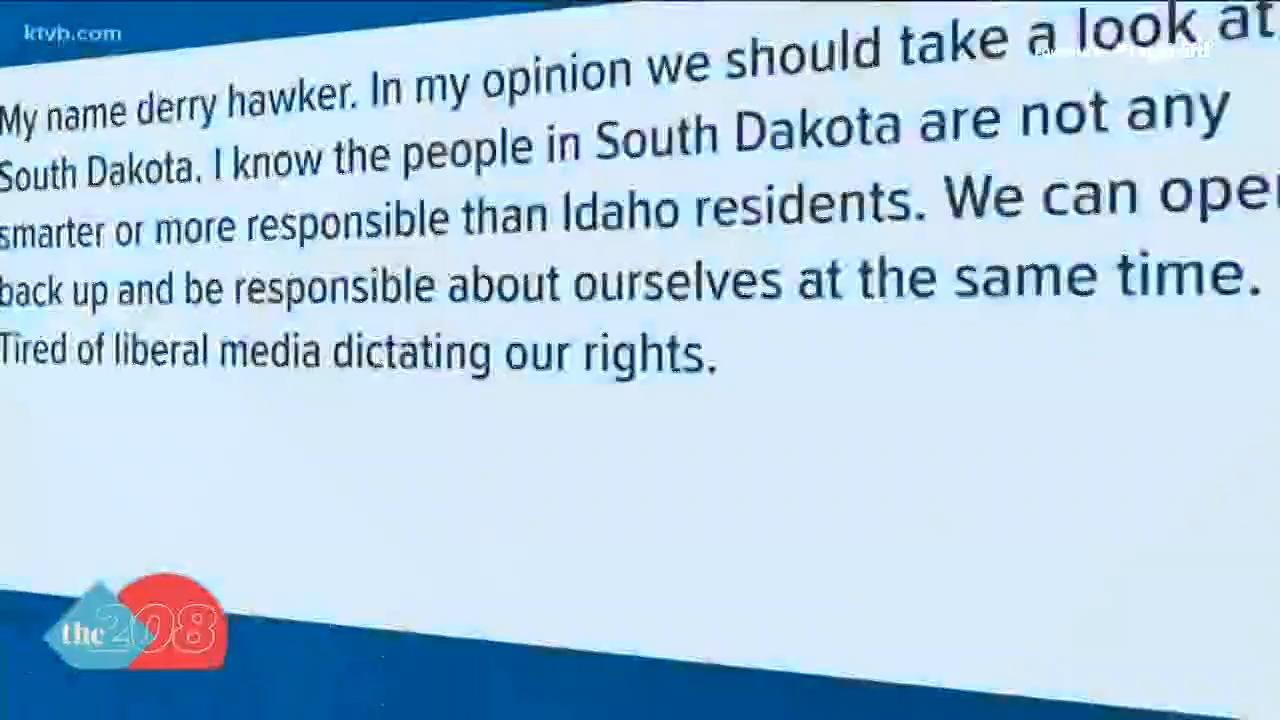 ktvb.com
My name derry hawker. In my opinion we should take a look at
South Dakota. I know the people in South Dakota are not any
smarter or more responsible than Idaho residents. We can open
back up and be responsible about ourselves at the same time.
Tired of liberal media dictating our rights.
the 208